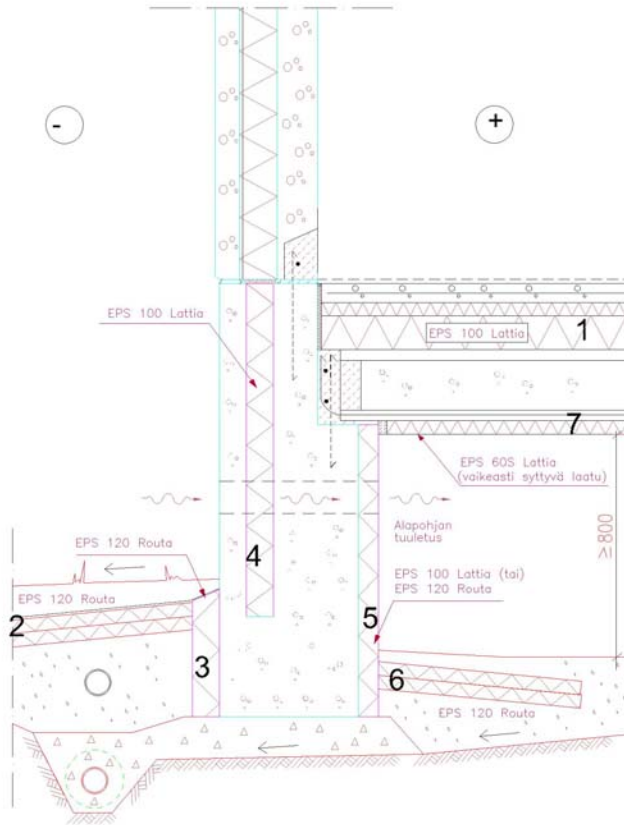 -
+
EPS 100 Lattia
EPS 100 Lattia
1
7
EPS 60S Lattia
(vaikeasti syttyvä laatu)
Alapohjan
tuuletus
≥800
EPS 120 Routa
4
EPS 100 Lattia (tai)
EPS 120 Routa
EPS 120 Routa
2
5
3
6
EPS 120 Routa